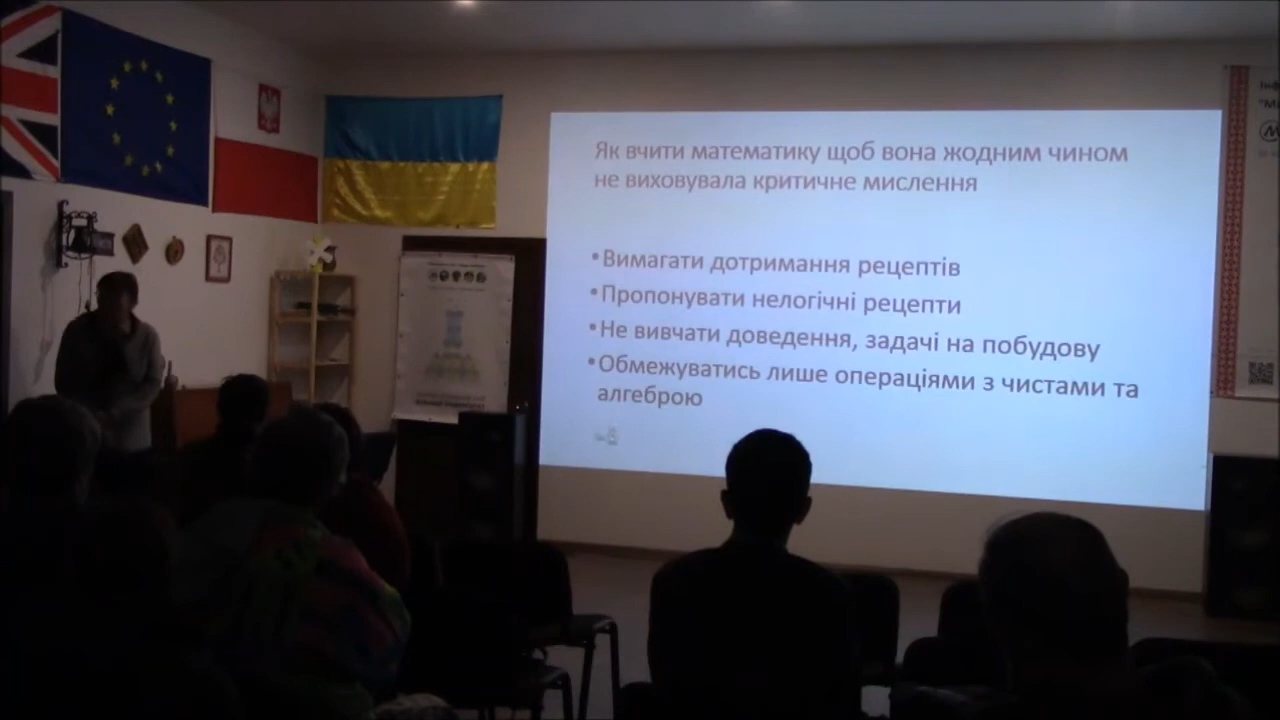 Як вчити математику щоб вона жодним чином
не виховувала критичне мислення
•Вимагати дотримання рецептів
•Пропонувати нелогічні рецепти
•Не вивчати доведення, задачі на побудову
•Обмежуватись лише операціями з чистами та
алгеброю